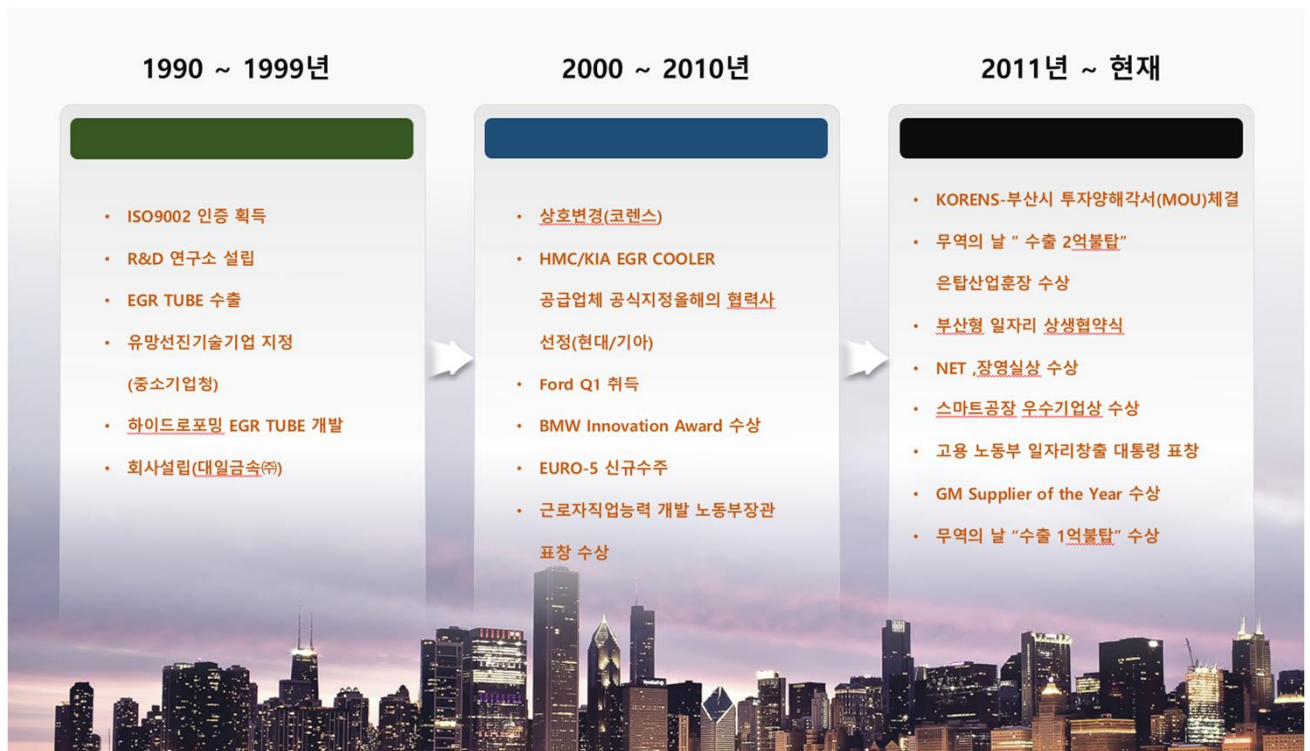 1990 ~ 1999년
• ISO9002 인증 획득
• R&D 연구소 설립
• EGR TUBE 수출
• 유망선진기술기업 지정
(중소기업청)
• 하이드로포밍 EGR TUBE 개발
• 회사설립(대일금속㈜)
2000 ~ 2010년
• 상호변경(코렌스)
• HMC/KIA EGR COOLER
공급업체 공식지정올해의 협력사
선정(현대/기아)
• Ford Q1 취득
• BMW Innovation Award 수상
• EURO-5 신규수주
• 근로자직업능력 개발 노동부장관
표창 수상
2011년 ~ 현재
• KORENS-부산시 투자양해각서(MOU)체결
• 무역의 날 ” 수출 2억불탑”
은탑산업훈장 수상
• 부산형 일자리 상생협약식
• NET ,장영실상 수상
• 스마트공장 우수기업상 수상
• 고용 노동부 일자리창출 대통령 표창
• GM Supplier of the Year 수상
• 무역의 날 “수출 1억불탑” 수상